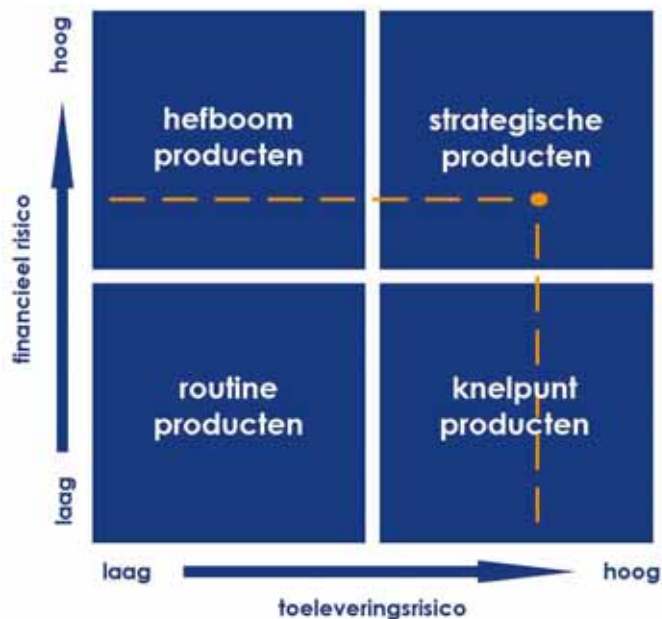 hoog
hefboom
producten
strategische
producten
financieel risico
routine
producten
knelpunt
producten
laag
laag
hoog
toeleveringsrisico